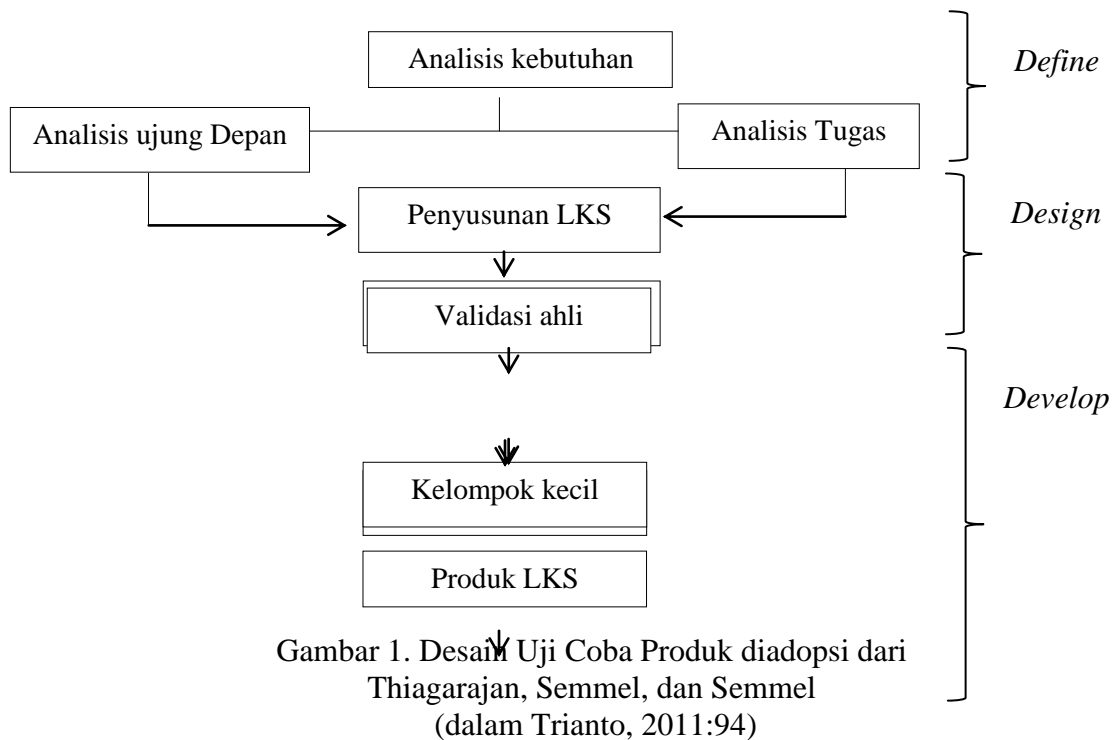 Analisis kebutuhan
Define
Analisis ujung Depan
Analisis Tugas
Penyusunan LKS
Design
Validasi ahli
Develop
Kelompok kecil
Produk LKS
Gambar 1. Desain Uji Coba Produk diadopsi dari
Thiagarajan, Semmel, dan Semmel
(dalam Trianto, 2011:94)